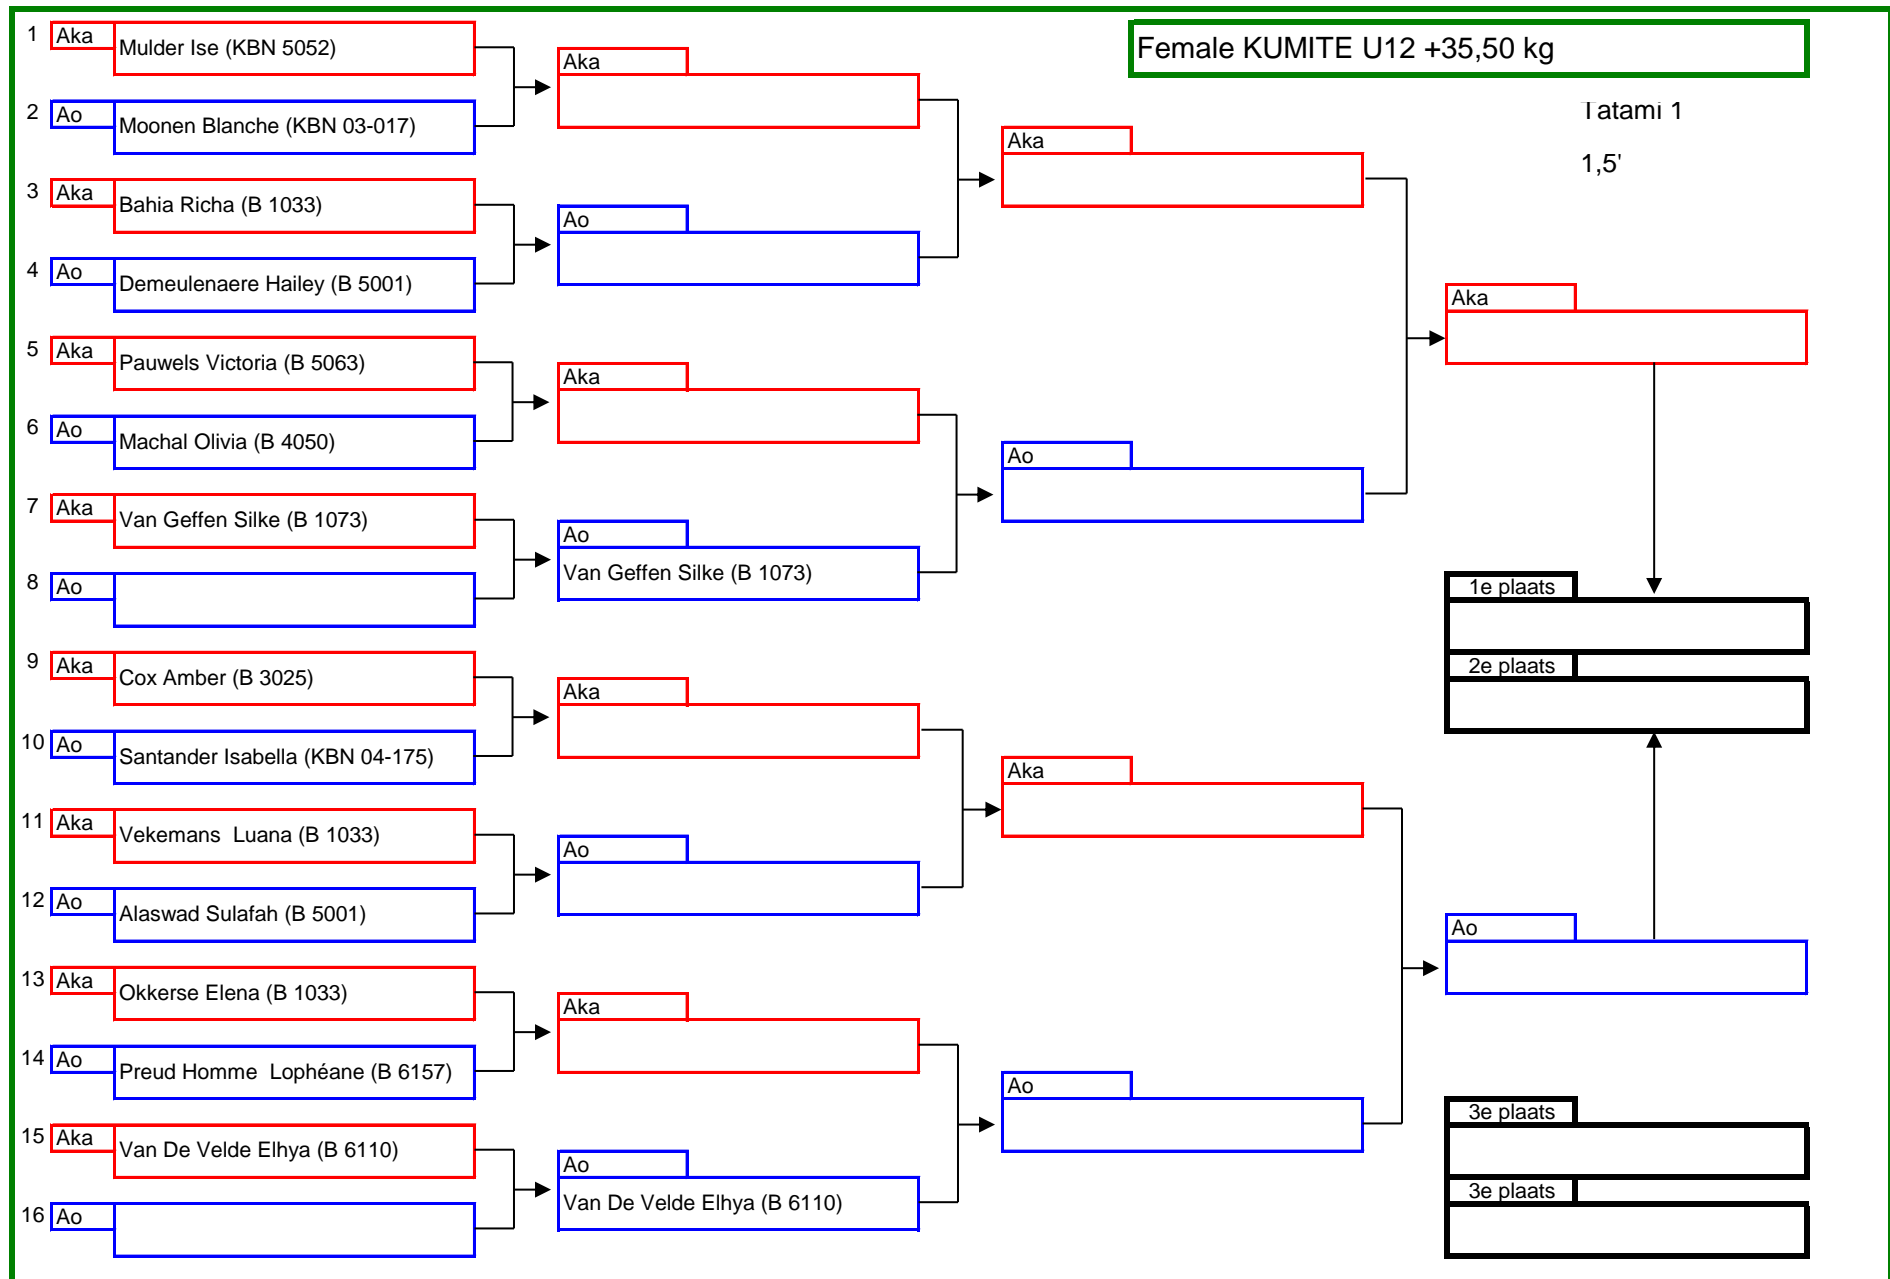 Female KUMITE U12 +35,50 kg
Tatami 1
1,5'
1 Aka Mulder Ise (KBN 5052)
2 Ao Moonen Blanche (KBN 03-017)
3 Aka Bahia Richa (B 1033)
4 Ao Demeulenaere Hailey (B 5001)
5 Aka Pauwels Victoria (B 5063)
6 Ao Machal Olivia (B 4050)
7 Aka Van Geffen Silke (B 1073)
8 Ao
9 Aka Cox Amber (B 3025)
10 Ao Santander Isabella (KBN 04-175)
11 Aka Vekemans  Luana (B 1033)
12 Ao Alaswad Sulafah (B 5001)
13 Aka Okkerse Elena (B 1033)
14 Ao Preud Homme  Lophéane (B 6157)
15 Aka Van De Velde Elhya (B 6110)
16 Ao
Aka
Ao
Aka
Ao
Van Geffen Silke (B 1073)
Aka
Ao
Aka
Ao
Van De Velde Elhya (B 6110)
Aka
Ao
Aka
Ao
Aka
1e plaats
2e plaats
Ao
3e plaats
3e plaats